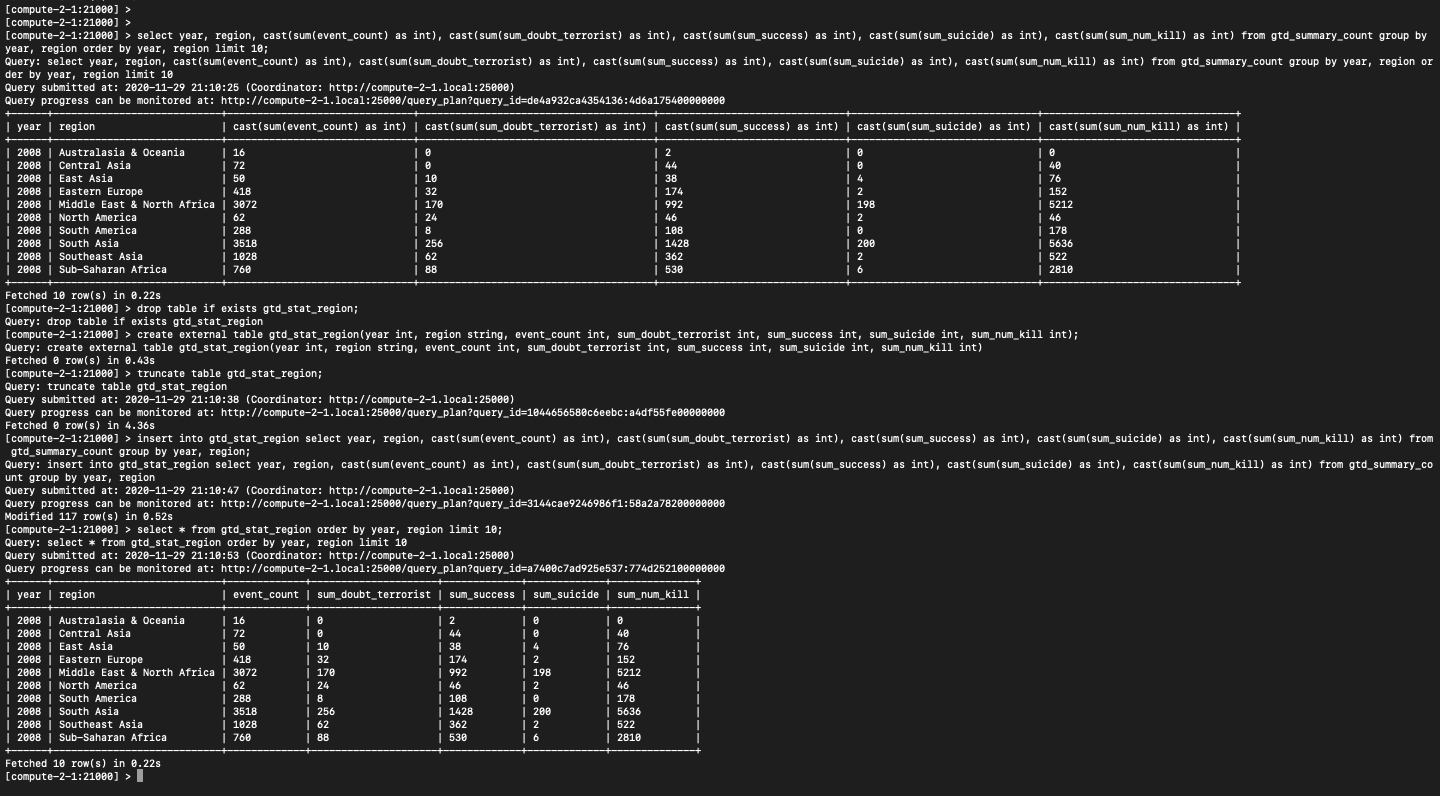 [compute-2-1:21000] >
[compute-2-1:21000] >
[compute-2-1:21000] > select year, region, cast(sum(event_count) as int), cast(sum(sum_doubt_terrorist) as int), cast(sum(sum_success) as int), cast(sum(sum_suicide) as int), cast(sum(sum_num_kill) as int) from gtd_summary_count group by
year, region order by year, region limit 10;
Query: select year, region, cast(sum(event_count) as int), cast(sum(sum_doubt_terrorist) as int), cast(sum(sum_success) as int), cast(sum(sum_suicide) as int), cast(sum(sum_num_kill) as int) from gtd_summary_count group by year, region or
der by year, region limit 10
Query submitted at: 2020-11-29 21:10:25 (Coordinator: http://compute-2-1.local:25000)
Query progress can be monitored at: http://compute-2-1.local:25000/query_plan?query_id=de4a932ca4354136:4d6a175400000000
+------+----------------------------+--------------------------------+----------------------------------------+--------------------------------+--------------------------------+---------------------------------+
| year | region | cast(sum(event_count) as int) | cast(sum(sum_doubt_terrorist) as int) | cast(sum(sum_success) as int) | cast(sum(sum_suicide) as int) | cast(sum(sum_num_kill) as int) |
+------+----------------------------+--------------------------------+----------------------------------------+--------------------------------+--------------------------------+---------------------------------+
| 2008 | Australasia & Oceania | 16 | 0 | 2 | 0 | 0 |
| 2008 | Central Asia | 72 | 0 | 44 | 0 | 40 |
| 2008 | East Asia | 50 | 10 | 38 | 4 | 76 |
| 2008 | Eastern Europe | 418 | 32 | 174 | 2 | 152 |
| 2008 | Middle East & North Africa | 3072 | 170 | 992 | 198 | 5212 |
| 2008 | North America | 62 | 24 | 46 | 2 | 46 |
| 2008 | South America | 288 | 8 | 108 | 0 | 178 |
| 2008 | South Asia | 3518 | 256 | 1428 | 200 | 5636 |
| 2008 | Southeast Asia | 1028 | 62 | 362 | 2 | 522 |
| 2008 | Sub-Saharan Africa | 760 | 88 | 530 | 6 | 2810 |
+------+----------------------------+--------------------------------+----------------------------------------+--------------------------------+--------------------------------+---------------------------------+
Fetched 10 row(s) in 0.22s
[compute-2-1:21000] > drop table if exists gtd_stat_region;
Query: drop table if exists gtd_stat_region
[compute-2-1:21000] > create external table gtd_stat_region(year int, region string, event_count int, sum_doubt_terrorist int, sum_success int, sum_suicide int, sum_num_kill int);
Query: create external table gtd_stat_region(year int, region string, event_count int, sum_doubt_terrorist int, sum_success int, sum_suicide int, sum_num_kill int)
Fetched 0 row(s) in 0.43s
[compute-2-1:21000] > truncate table gtd_stat_region;
Query: truncate table gtd_stat_region
Query submitted at: 2020-11-29 21:10:38 (Coordinator: http://compute-2-1.local:25000)
Query progress can be monitored at: http://compute-2-1.local:25000/query_plan?query_id=1044656580c6eebc:a4df55fe00000000
Fetched 0 row(s) in 4.36s
[compute-2-1:21000] > insert into gtd_stat_region select year, region, cast(sum(event_count) as int), cast(sum(sum_doubt_terrorist) as int), cast(sum(sum_success) as int), cast(sum(sum_suicide) as int), cast(sum(sum_num_kill) as int) from
gtd_summary_count group by year, region;
Query: insert into gtd_stat_region select year, region, cast(sum(event_count) as int), cast(sum(sum_doubt_terrorist) as int), cast(sum(sum_success) as int), cast(sum(sum_suicide) as int), cast(sum(sum_num_kill) as int) from gtd_summary_co
unt group by year, region
Query submitted at: 2020-11-29 21:10:47 (Coordinator: http://compute-2-1.local:25000)
Query progress can be monitored at: http://compute-2-1.local:25000/query_plan?query_id=3144cae9246986f1:58a2a78200000000
Modified 117 row(s) in 0.52s
[compute-2-1:21000] > select * from gtd_stat_region order by year, region limit 10;
Query: select * from gtd_stat_region order by year, region limit 10
Query submitted at: 2020-11-29 21:10:53 (Coordinator: http://compute-2-1.local:25000)
Query progress can be monitored at: http://compute-2-1.local:25000/query_plan?query_id=a7400c7ad925e537:774d252100000000
+------+----------------------------+-------------+---------------------+-------------+-------------+--------------+
| year | region | event_count | sum_doubt_terrorist | sum_success | sum_suicide | sum_num_kill |
+------+----------------------------+-------------+---------------------+-------------+-------------+--------------+
| 2008 | Australasia & Oceania | 16 | 0 | 2 | 0 | 0 |
| 2008 | Central Asia | 72 | 0 | 44 | 0 | 40 |
| 2008 | East Asia | 50 | 10 | 38 | 4 | 76 |
| 2008 | Eastern Europe | 418 | 32 | 174 | 2 | 152 |
| 2008 | Middle East & North Africa | 3072 | 170 | 992 | 198 | 5212 |
| 2008 | North America | 62 | 24 | 46 | 2 | 46 |
| 2008 | South America | 288 | 8 | 108 | 0 | 178 |
| 2008 | South Asia | 3518 | 256 | 1428 | 200 | 5636 |
| 2008 | Southeast Asia | 1028 | 62 | 362 | 2 | 522 |
| 2008 | Sub-Saharan Africa | 760 | 88 | 530 | 6 | 2810 |
+------+----------------------------+-------------+---------------------+-------------+-------------+--------------+
Fetched 10 row(s) in 0.22s
[compute-2-1:21000] >